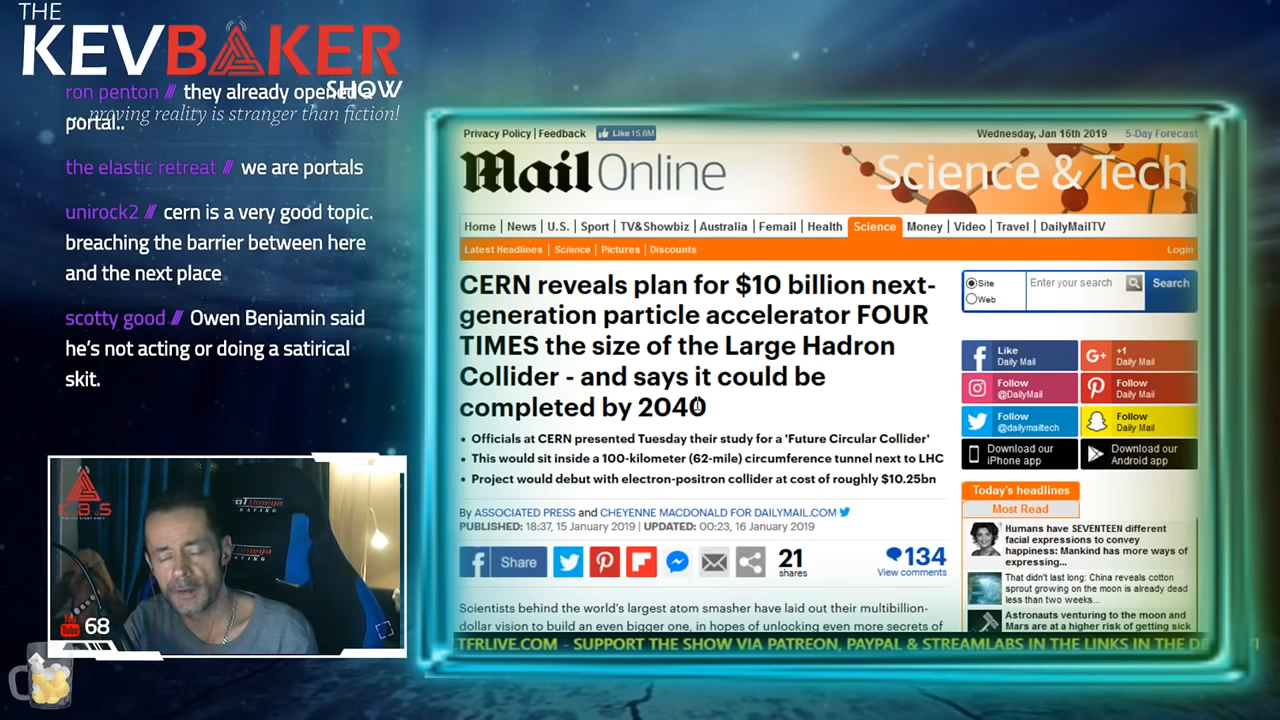 THE
KEVBAKER
SHOW
proving reality is stranger than fiction!
ron penton /// they already opened a
portal..
the elastic retreat /// we are portals
unirock2 /// cern is a very good topic.
breaching the barrier between here
and the next place
scotty good /// Owen Benjamin said
he's not acting or doing a satirical
skit.
K.B.S
GT Omega
RACING
Omega
RACING
You
Tube
68
Privacy Policy | Feedback
Like 15.6M
Wednesday, Jan 16th 2019
5-Day Forecast
Mail Online
Science & Tech
Home | News | U.S. | Sport | TV&Showbiz | Australia | Femail | Health | Science | Money | Video | Travel | DailyMailTV
Latest Headlines | Science | Pictures | Discounts
Login
CERN reveals plan for $10 billion next-
generation particle accelerator FOUR
TIMES the size of the Large Hadron
Collider - and says it could be
completed by 2040
• Officials at CERN presented Tuesday their study for a 'Future Circular Collider'
• This would sit inside a 100-kilometer (62-mile) circumference tunnel next to LHC
• Project would debut with electron-positron collider at cost of roughly $10.25bn
By ASSOCIATED PRESS and CHEYENNE MACDONALD FOR DAILYMAIL.COM
PUBLISHED: 18:37, 15 January 2019 | UPDATED: 00:23, 16 January 2019
Share
21
shares
134
View comments
Scientists behind the world's largest atom smasher have laid out their multibillion-
dollar vision to build an even bigger one, in hopes of unlocking even more secrets of
Site
Web
Enter your search
Search
Like
Daily Mail
+1
Daily Mail
Follow
@DailyMail
Follow
Daily Mail
Follow
@dailymailtech
Follow
Daily Mail
Download our
iPhone app
Download our
Android app
Today's headlines
Most Read
Humans have SEVENTEEN different
facial expressions to convey
happiness: Mankind has more ways of
expressing...
That didn't last long: China reveals cotton
sprout growing on the moon is already dead
less than two weeks...
Astronauts venturing to the moon and
Mars are at a higher risk of getting sick
TFRLIVE.COM - SUPPORT THE SHOW VIA PATREON, PAYPAL & STREAMLABS IN THE LINKS IN THE DE